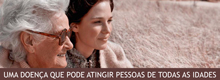 UMA DOENÇA QUE PODE ATINGIR PESSOAS DE TODAS AS IDADES